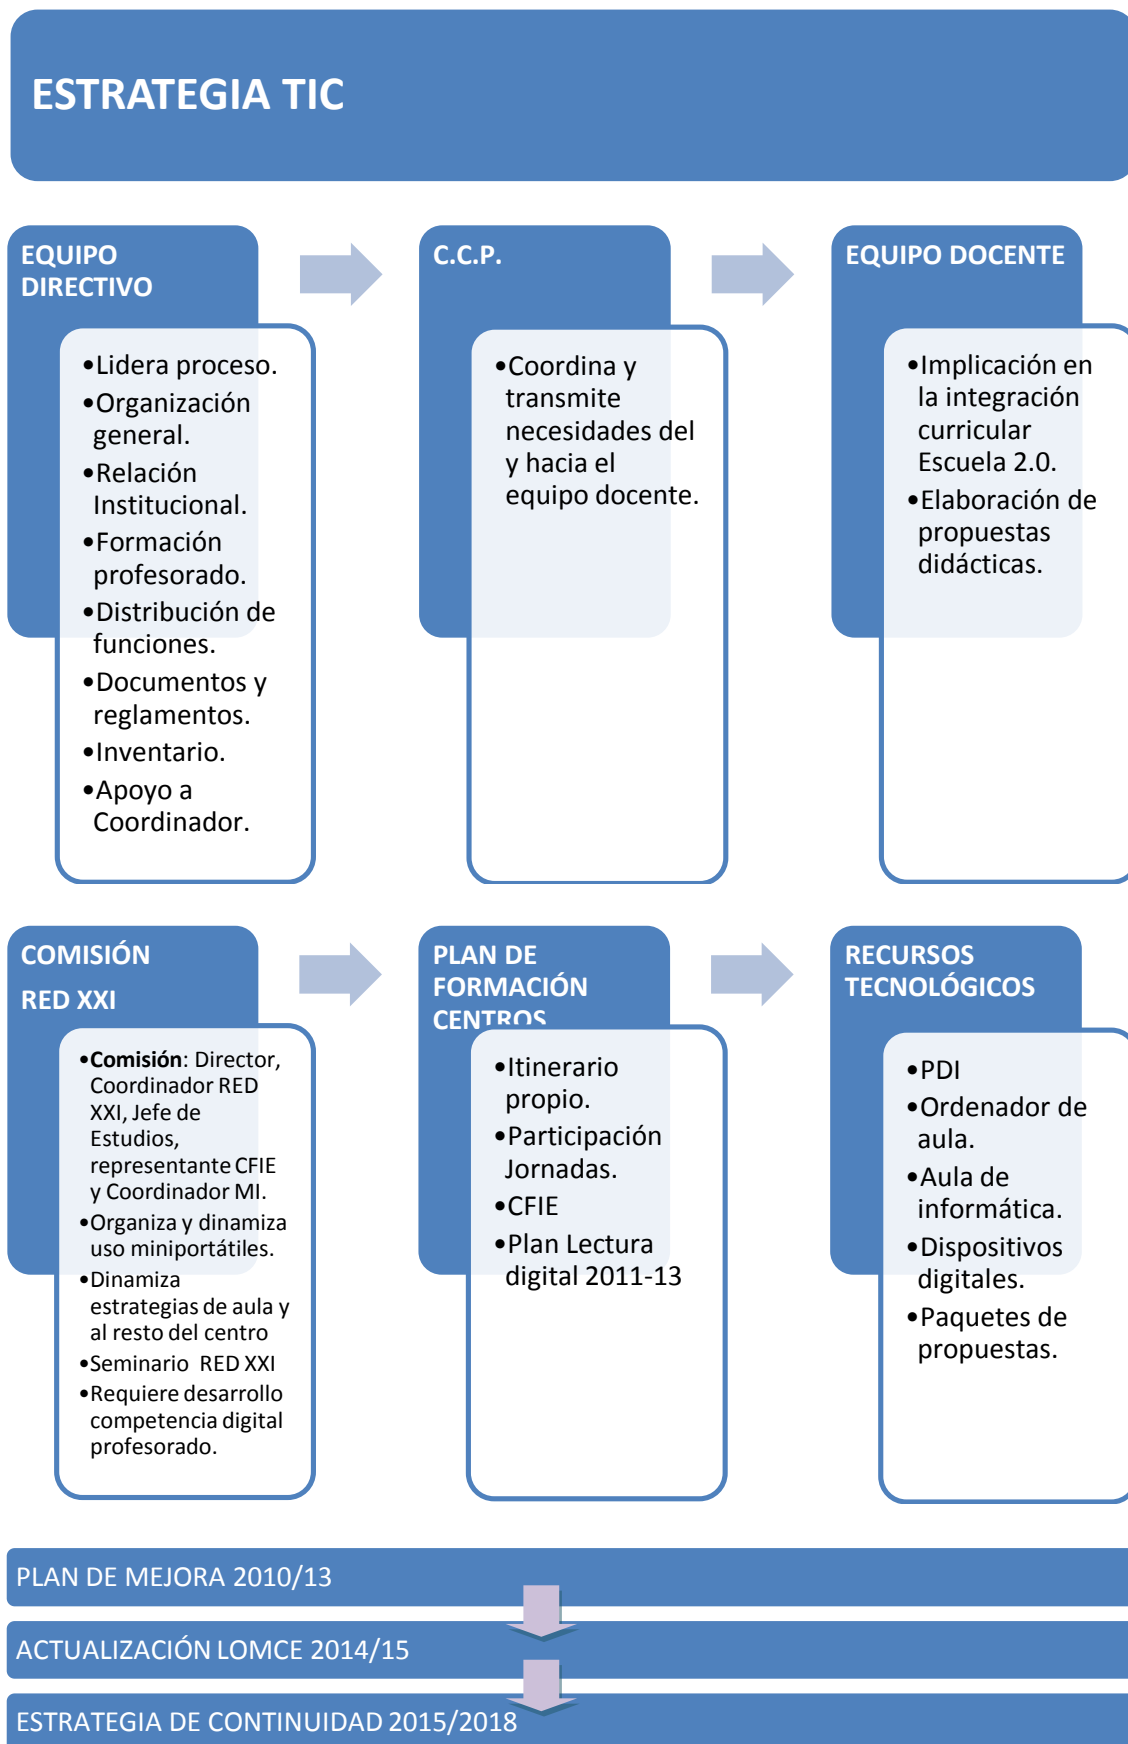 ESTRATEGIA TIC
EQUIPO
DIRECTIVO
•Lidera proceso.
•Organización
general.
•Relación
Institucional.
•Formación
profesorado.
•Distribución de
funciones.
•Documentos y
reglamentos.
•Inventario.
•Apoyo a
Coordinador.
C.C.P.
•Coordina y
transmite
necesidades del
y hacia el
equipo docente.
EQUIPO DOCENTE
•Implicación en
la integración
curricular
Escuela 2.0.
•Elaboración de
propuestas
didácticas.
COMISIÓN
RED XXI
•Comisión: Director,
Coordinador RED
XXI, Jefe de
Estudios,
representante CFIE
y Coordinador MI.
•Organiza y dinamiza
uso miniportátiles.
•Dinamiza
estrategias de aula y
al resto del centro
•Seminario RED XXI
•Requiere desarrollo
competencia digital
profesorado.
PLAN DE
FORMACIÓN
CENTROS
•Itinerario
propio.
•Participación
Jornadas.
•CFIE
•Plan Lectura
digital 2011-13
RECURSOS
TECNOLÓGICOS
•PDI
•Ordenador de
aula.
•Aula de
informática.
•Dispositivos
digitales.
•Paquetes de
propuestas.
PLAN DE MEJORA 2010/13
ACTUALIZACIÓN LOMCE 2014/15
ESTRATEGIA DE CONTINUIDAD 2015/2018